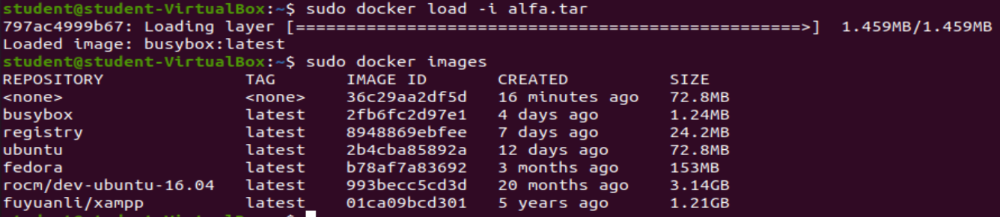 student@student-VirtualBox:~$ sudo docker load -i alfa.tar
797ac4999b67: Loading layer [==================================================>]  1.459MB/1.459MB
Loaded image: busybox:latest
student@student-VirtualBox:~$ sudo docker images
REPOSITORY TAG IMAGE ID CREATED SIZE
<none> <none> 36c29aa2df5d 16 minutes ago 72.8MB
busybox latest 2fb6fc2d97e1 4 days ago 1.24MB
registry latest 8948869ebfee 7 days ago 24.2MB
ubuntu latest 2b4cba85892a 12 days ago 72.8MB
fedora latest b78af7a83692 3 months ago 153MB
rocm/dev-ubuntu-16.04 latest 993becc5cd3d 20 months ago 3.14GB
fuyuanli/xampp latest 01ca09bcd301 5 years ago 1.21GB